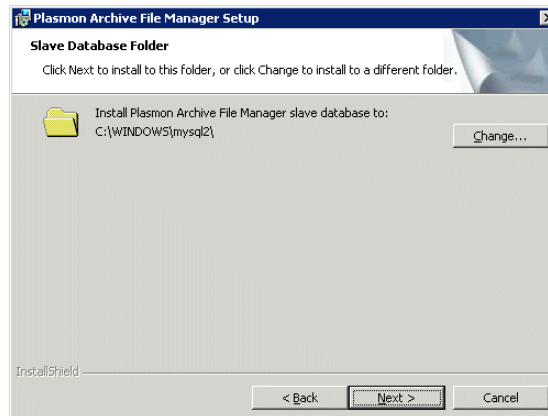 Plasmon Archive File Manager Setup
Slave Database Folder
Click Next to install to this folder, or click Change to install to a different folder.
Install Plasmon Archive File Manager slave database to:
C:\WINDOWS\mysql2\
Change...
InstallShield
< Back
Next >
Cancel